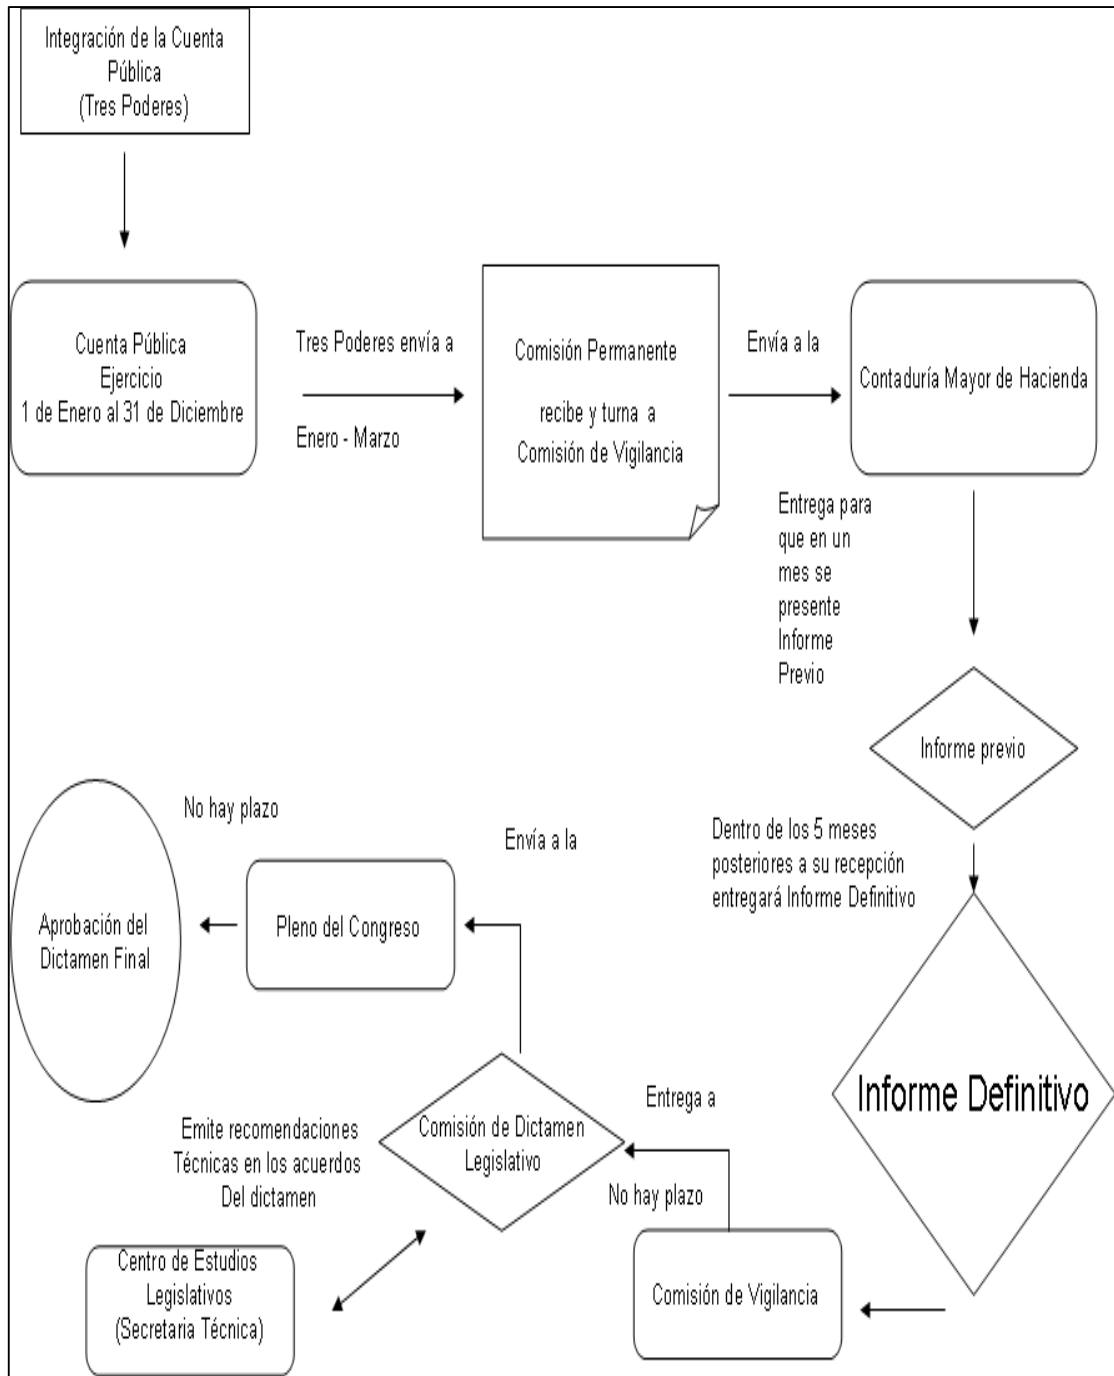 Integración de la Cuenta
Pública
(Tres Poderes)
Cuenta Pública
Ejercicio
1 de Enero al 31 de Diciembre
Tres Poderes envía a
Enero - Marzo
Comisión Permanente
recibe y turna a
Comisión de Vigilancia
Envía a la
Contaduría Mayor de Hacienda
Entrega para
que en un
mes se
presente
Informe
Previo
Informe previo
Dentro de los 5 meses
posteriores a su recepción
entregará Informe Definitivo
Informe Definitivo
Comisión de Vigilancia
No hay plazo
Entrega a
Comisión de Dictamen
Legislativo
Emite recomendaciones
Técnicas en los acuerdos
Del dictamen
Centro de Estudios
Legislativos
(Secretaria Técnica)
Envía a la
Pleno del Congreso
No hay plazo
Aprobación del
Dictamen Final